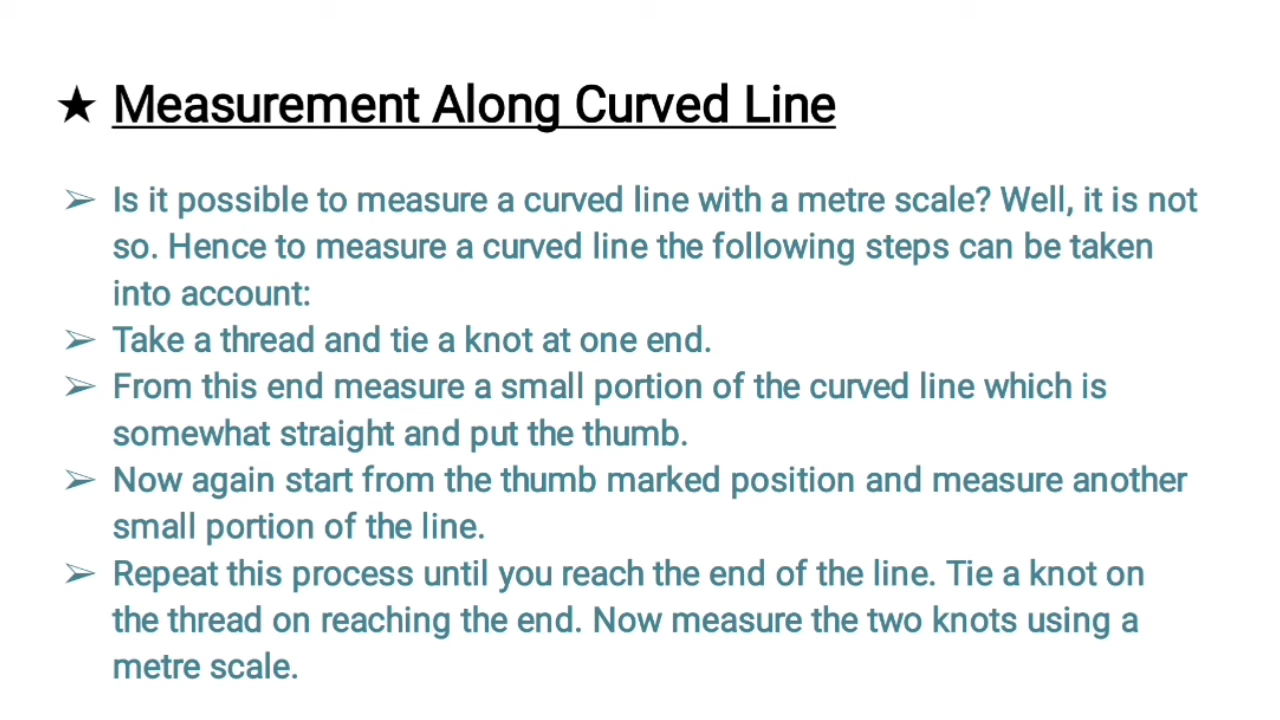 ★ Measurement Along Curved Line
➢ Is it possible to measure a curved line with a metre scale? Well, it is not
so. Hence to measure a curved line the following steps can be taken
into account:
➢ Take a thread and tie a knot at one end.
➢ From this end measure a small portion of the curved line which is
somewhat straight and put the thumb.
➢ Now again start from the thumb marked position and measure another
small portion of the line.
➢ Repeat this process until you reach the end of the line. Tie a knot on
the thread on reaching the end. Now measure the two knots using a
metre scale.